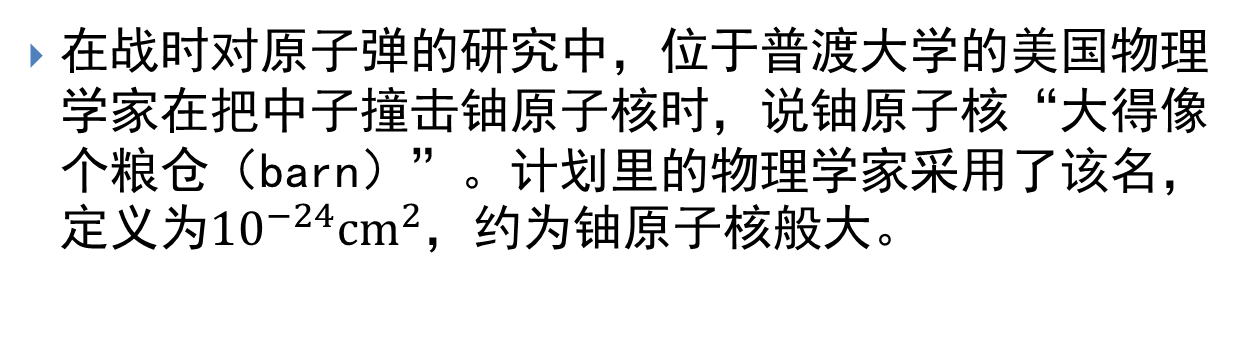 在战时对原子弹的研究中，位于普渡大学的美国物理
学家在把中子撞击铀原子核时，说铀原子核“大得像
个粮仓（barn）”。计划里的物理学家采用了该名，
定义为10⁻²⁴cm²，约为铀原子核般大。